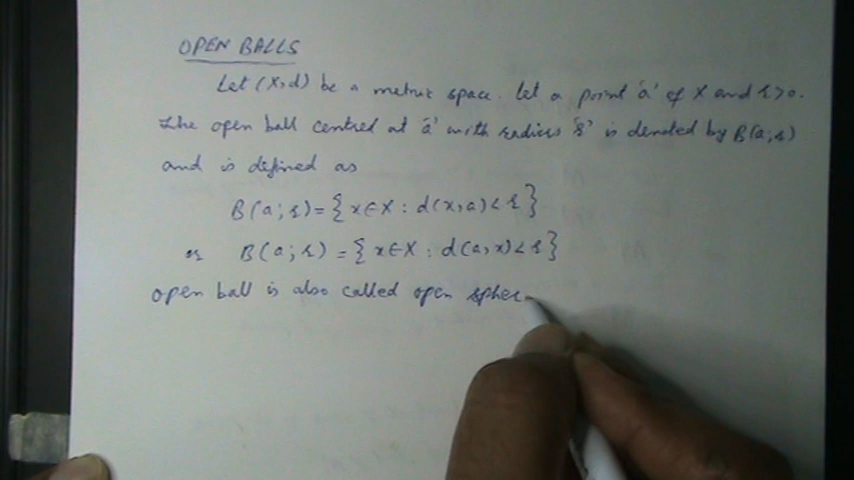 OPEN BALLS
Let (X,d) be a metric space. Let a point 'a' of X and r>0.
The open ball centred at 'a' with radius 'r' is denoted by B(a;r)
and is defined as
B(a;r)={x∈X : d(x,a)<r}
or B(a;r)={x∈X : d(a,x)<r}
open ball is also called open sphe